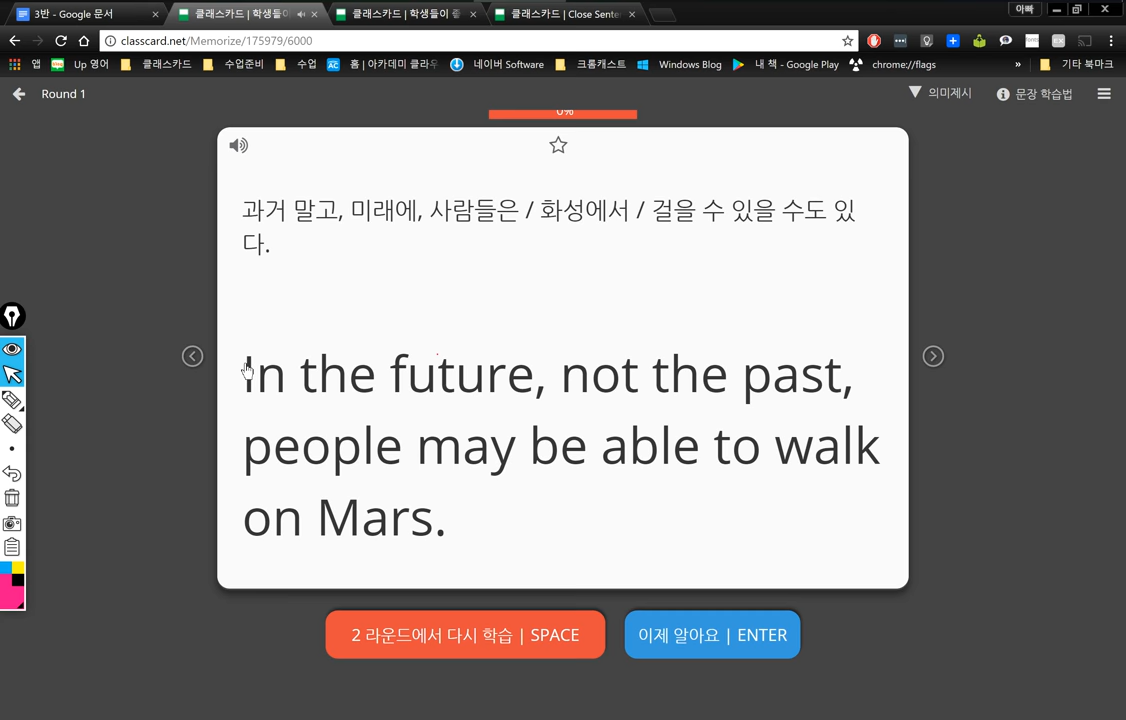 3반 - Google 문서
클래스카드 | 학생들이
클래스카드 | 학생들이 좋
클래스카드 | Close Sente
아빠
classcard.net/Memorize/175979/6000
앱
Up 영어
클래스카드
수업준비
수업
홈 | 아카데미 클라우
네이버 Software
크롬캐스트
Windows Blog
내 책 - Google Play
chrome://flags
»
기타 북마크
Round 1
의미제시
문장 학습법
0%
과거 말고, 미래에, 사람들은 / 화성에서 / 걸을 수 있을 수도 있
다.
In the future, not the past,
people may be able to walk
on Mars.
2 라운드에서 다시 학습 | SPACE
이제 알아요 | ENTER